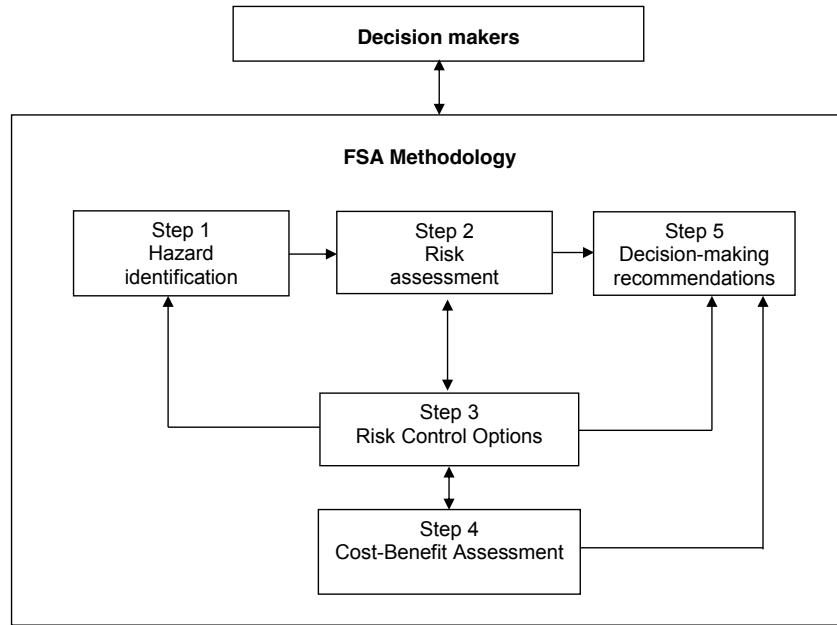 Decision makers
FSA Methodology
Step 1
Hazard
identification
Step 2
Risk
assessment
Step 5
Decision-making
recommendations
Step 3
Risk Control Options
Step 4
Cost-Benefit Assessment